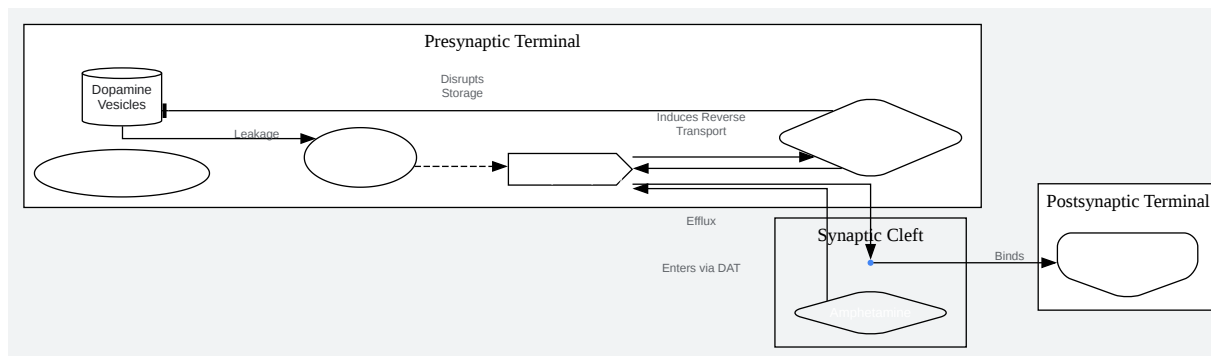 Presynaptic Terminal
Dopamine
Vesicles
Disrupts
Storage
Leakage
Induces Reverse
Transport
Efflux
Enters via DAT
Synaptic Cleft
Amphetamine
Binds
Postsynaptic Terminal